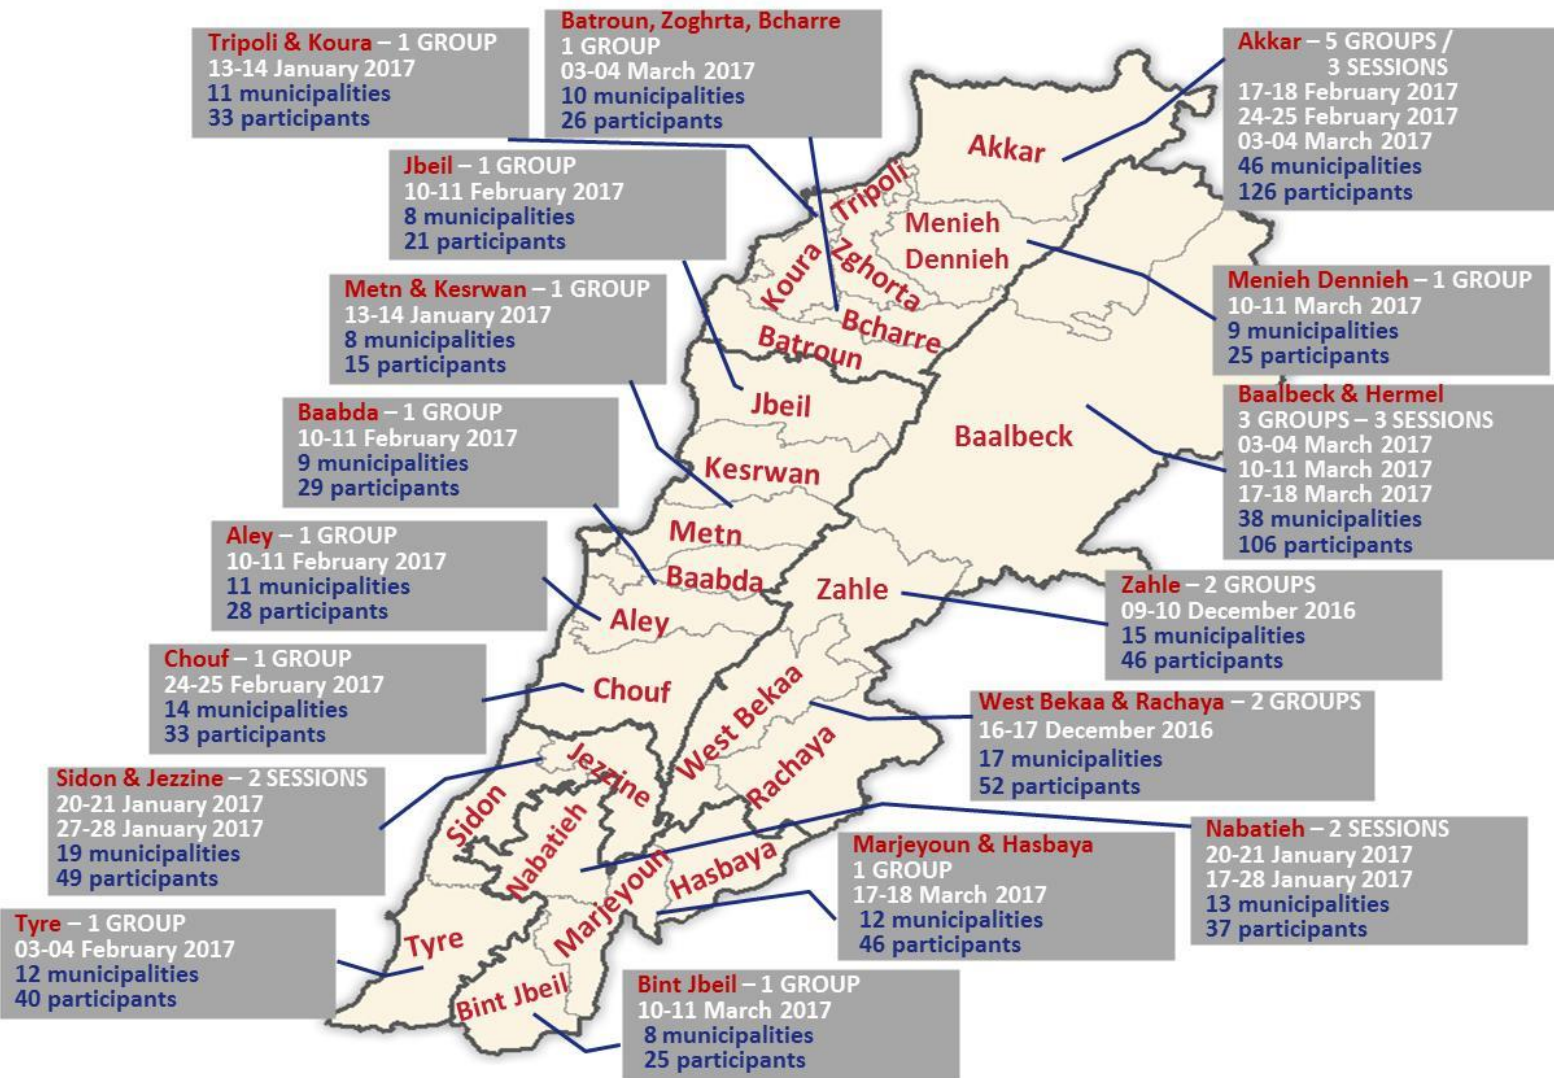 Tripoli & Koura – 1 GROUP
13-14 January 2017
11 municipalities
33 participants
Batroun, Zoghrta, Bcharre
1 GROUP
03-04 March 2017
10 municipalities
26 participants
Akkar – 5 GROUPS /
3 SESSIONS
17-18 February 2017
24-25 February 2017
03-04 March 2017
46 municipalities
126 participants
Jbeil – 1 GROUP
10-11 February 2017
8 municipalities
21 participants
Metn & Kesrwan – 1 GROUP
13-14 January 2017
8 municipalities
15 participants
Menieh Dennieh – 1 GROUP
10-11 March 2017
9 municipalities
25 participants
Baabda – 1 GROUP
10-11 February 2017
9 municipalities
29 participants
Baalbeck & Hermel
3 GROUPS – 3 SESSIONS
03-04 March 2017
10-11 March 2017
17-18 March 2017
38 municipalities
106 participants
Aley – 1 GROUP
10-11 February 2017
11 municipalities
28 participants
Zahle – 2 GROUPS
09-10 December 2016
15 municipalities
46 participants
Chouf – 1 GROUP
24-25 February 2017
14 municipalities
33 participants
West Bekaa & Rachaya – 2 GROUPS
16-17 December 2016
17 municipalities
52 participants
Sidon & Jezzine – 2 SESSIONS
20-21 January 2017
27-28 January 2017
19 municipalities
49 participants
Nabatieh – 2 SESSIONS
20-21 January 2017
17-28 January 2017
13 municipalities
37 participants
Marjeyoun & Hasbaya
1 GROUP
17-18 March 2017
12 municipalities
46 participants
Tyre – 1 GROUP
03-04 February 2017
12 municipalities
40 participants
Bint Jbeil – 1 GROUP
10-11 March 2017
8 municipalities
25 participants
Akkar
Tripoli
Menieh
Dennieh
Koura
Zghorta
Bcharre
Batroun
Jbeil
Baalbeck
Kesrwan
Metn
Baabda
Zahle
Aley
Chouf
West Bekaa
Rachaya
Jezzine
Sidon
Nabatieh
Hasbaya
Marjeyoun
Tyre
Bint Jbeil